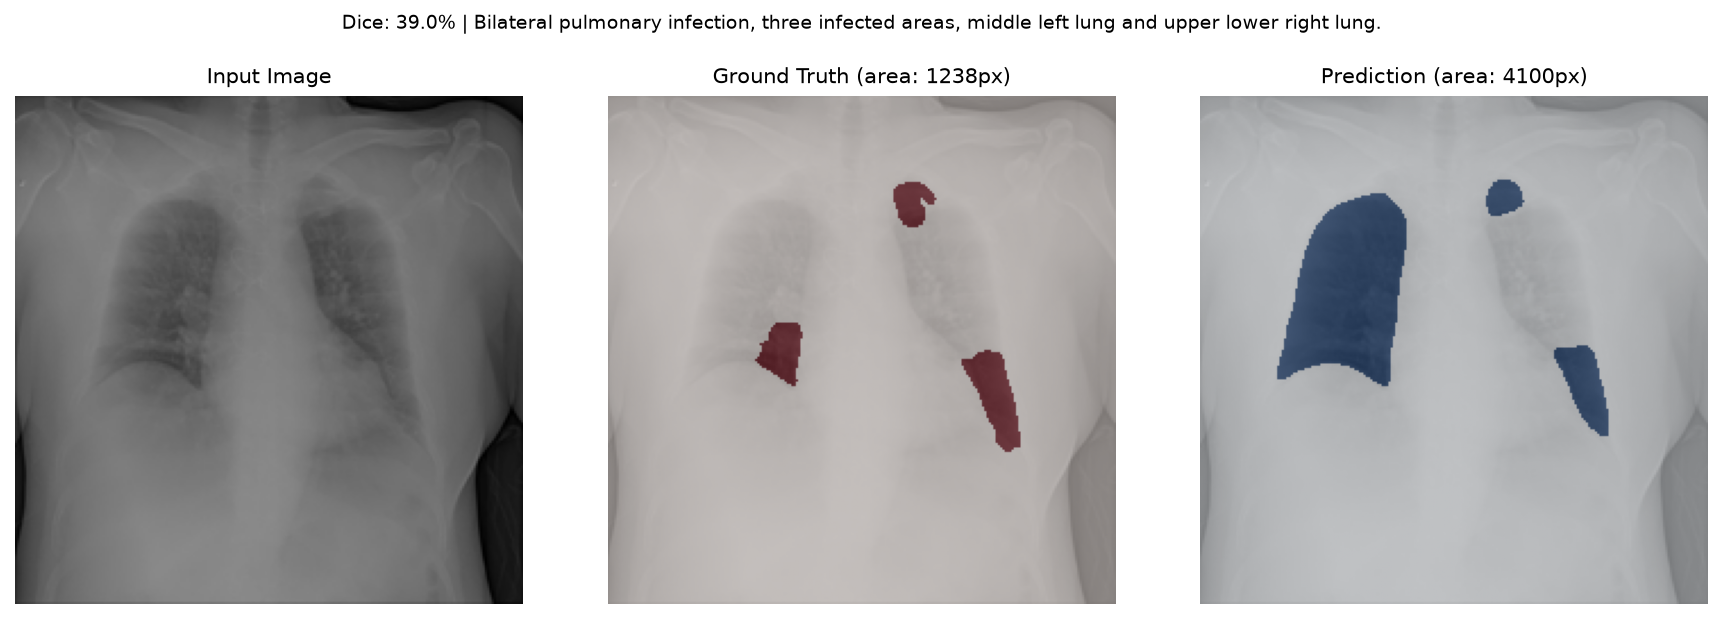 Dice: 39.0% | Bilateral pulmonary infection, three infected areas, middle left lung and upper lower right lung.
Input Image
Ground Truth (area: 1238px)
Prediction (area: 4100px)